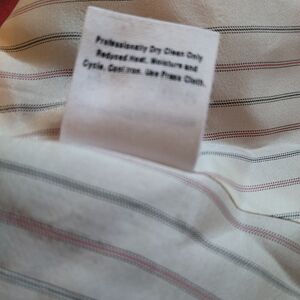 Professionally Dry Clean Only
Reduced Heat, Moisture and
Cycle. Cool Iron. Use Press Cloth.